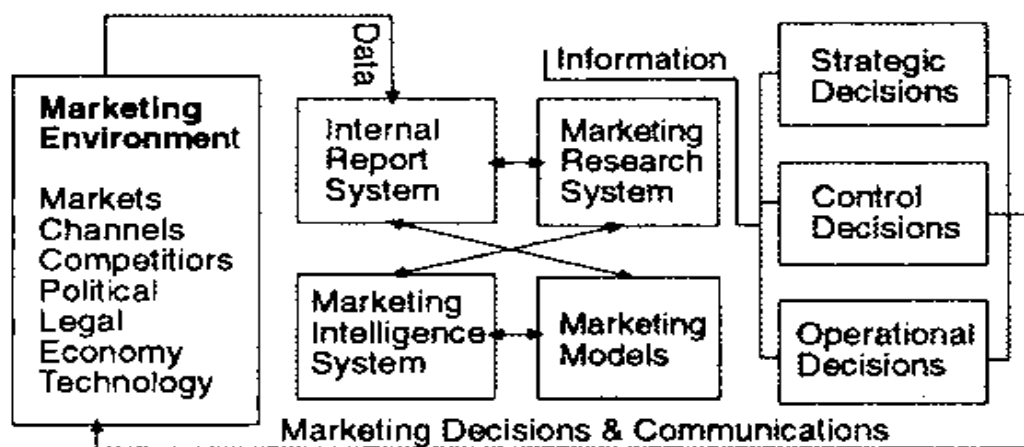 Marketing
Environment
Markets
Channels
Competitiors
Political
Legal
Economy
Technology
Data
Internal
Report
System
Information
Marketing
Research
System
Marketing
Intelligence
System
Marketing
Models
Strategic
Decisions
Control
Decisions
Operational
Decisions
Marketing Decisions & Communications